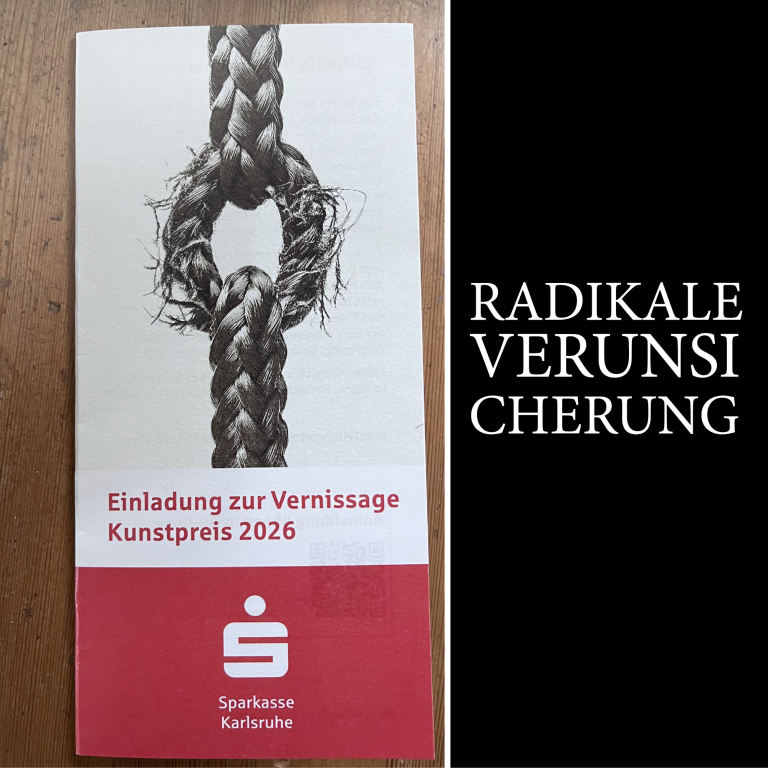 Einladung zur Vernissage
Kunstpreis 2026
Sparkasse
Karlsruhe
RADIKALE
VERUNSI
CHERUNG